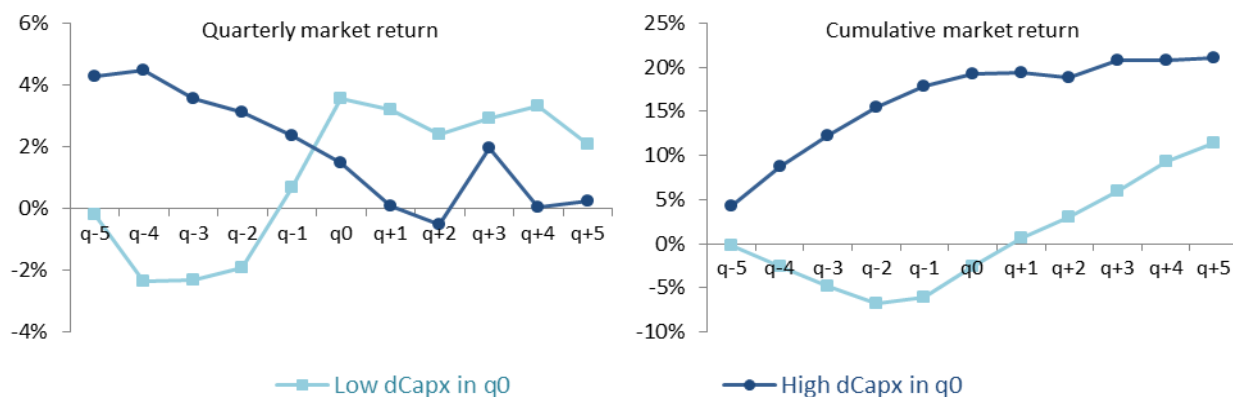 Quarterly market return
6%
4%
2%
0%
-2%
-4%
q-5 q-4 q-3 q-2 q-1 q0 q+1 q+2 q+3 q+4 q+5
Cumulative market return
25%
20%
15%
10%
5%
0%
-5%
-10%
q-5 q-4 q-3 q-2 q-1 q0 q+1 q+2 q+3 q+4 q+5
Low dCapx in q0
High dCapx in q0